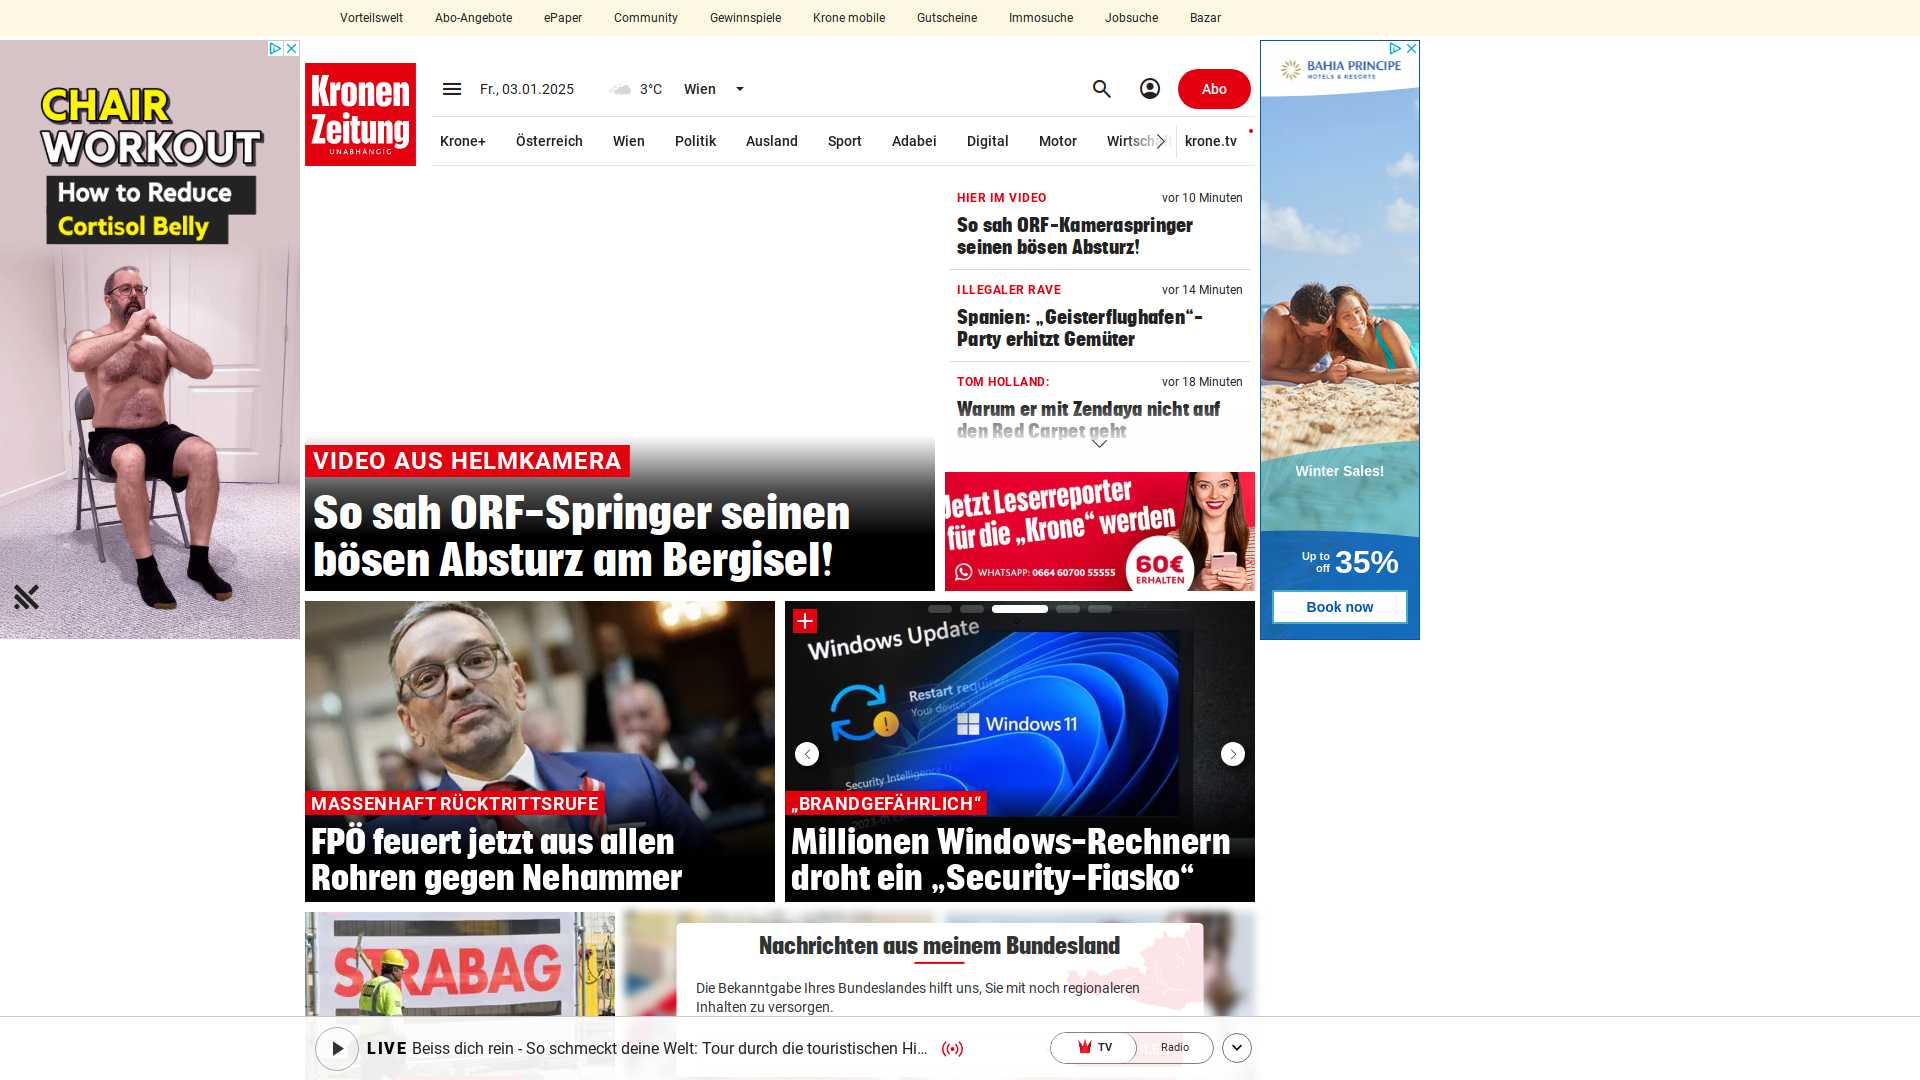 Vorteilswelt Abo-Angebote ePaper Community Gewinnspiele Krone mobile Gutscheine Immosuche Jobsuche Bazar
CHAIR
WORKOUT
How to Reduce
Cortisol Belly
Kronen
Zeitung
UNABHÄNGIG
Fr., 03.01.2025 3°C Wien Abo
Krone+ Österreich Wien Politik Ausland Sport Adabei Digital Motor Wirtsch krone.tv
HIER IM VIDEO vor 10 Minuten
So sah ORF-Kameraspringer
seinen bösen Absturz!
ILLEGALER RAVE vor 14 Minuten
Spanien: „Geisterflughafen“-
Party erhitzt Gemüter
TOM HOLLAND: vor 18 Minuten
Warum er mit Zendaya nicht auf
den Red Carpet geht
VIDEO AUS HELMKAMERA
So sah ORF-Springer seinen
bösen Absturz am Bergisel!
Jetzt Leserreporter
für die „Krone“ werden
WHATSAPP: 0664 60700 55555
60€
ERHALTEN
BAHIA PRINCIPE
HOTELS & RESORTS
Winter Sales!
Up to
off 35%
Book now
MASSENHAFT RÜCKTRITTSRUFE
FPÖ feuert jetzt aus allen
Rohren gegen Nehammer
Windows Update
Restart required
Your device
Windows 11
Security Intelligence U
„BRANDGEFÄHRLICH“
Millionen Windows-Rechnern
droht ein „Security-Fiasko“
STRABAG
Nachrichten aus meinem Bundesland
Die Bekanntgabe Ihres Bundeslandes hilft uns, Sie mit noch regionaleren
Inhalten zu versorgen.
LIVE Beiss dich rein - So schmeckt deine Welt: Tour durch die touristischen Hi...
TV Radio